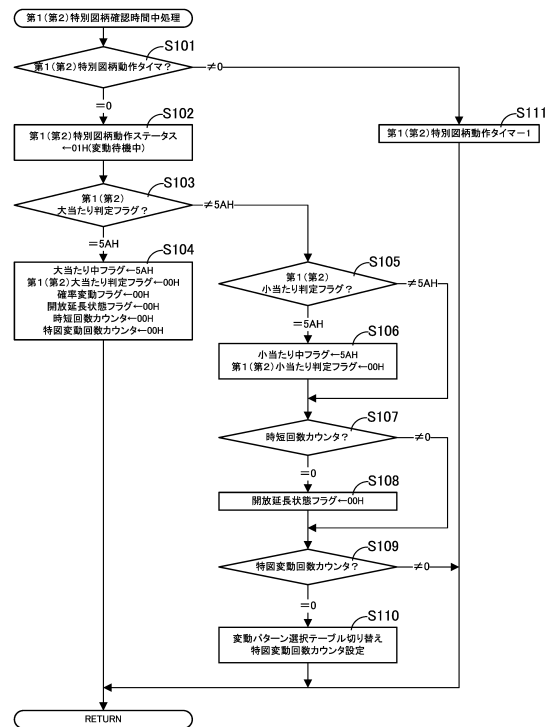 第1(第2)特別図柄確認時間中処理
S101
第1(第2)特別図柄動作タイマ?
≠0
=0
S102
第1(第2)特別図柄動作ステータス
←01H(変動待機中)
S111
第1(第2)特別図柄動作タイマー1
S103
第1(第2)
大当たり判定フラグ?
≠5AH
=5AH
S104
大当たり中フラグ←5AH
第1(第2)大当たり判定フラグ←00H
確率変動フラグ←00H
開放延長状態フラグ←00H
時短回数カウンタ←00H
特図変動回数カウンタ←00H
S105
第1(第2)
小当たり判定フラグ?
≠5AH
=5AH
S106
小当たり中フラグ←5AH
第1(第2)小当たり判定フラグ←00H
S107
時短回数カウンタ?
≠0
=0
S108
開放延長状態フラグ←00H
S109
特図変動回数カウンタ?
≠0
=0
S110
変動パターン選択テーブル切り替え
特図変動回数カウンタ設定
RETURN